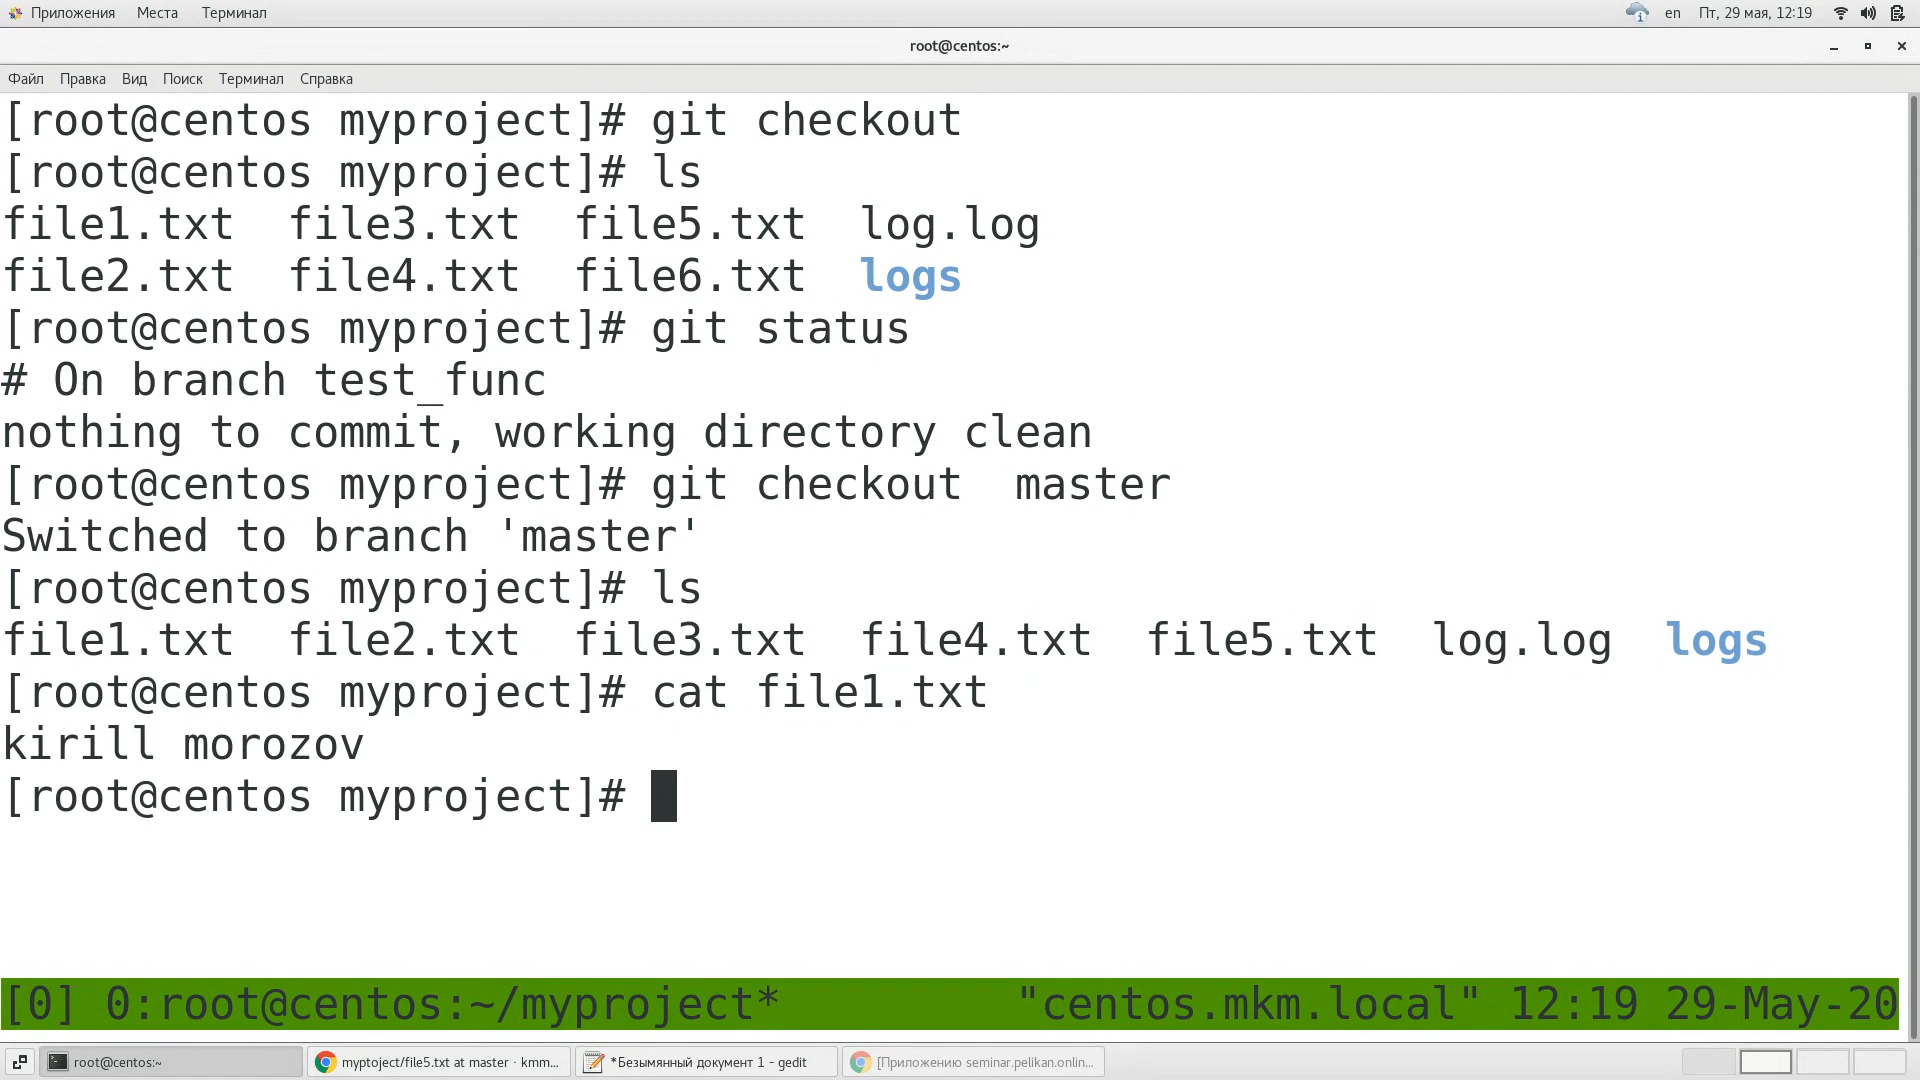 Приложения Места Терминал en Пт, 29 мая, 12:19
root@centos:~
Файл Правка Вид Поиск Терминал Справка
[root@centos myproject]# git checkout
[root@centos myproject]# ls
file1.txt  file3.txt  file5.txt  log.log
file2.txt  file4.txt  file6.txt  logs
[root@centos myproject]# git status
# On branch test_func
nothing to commit, working directory clean
[root@centos myproject]# git checkout  master
Switched to branch 'master'
[root@centos myproject]# ls
file1.txt  file2.txt  file3.txt  file4.txt  file5.txt  log.log  logs
[root@centos myproject]# cat file1.txt
kirill morozov
[root@centos myproject]#
[0] 0:root@centos:~/myproject* "centos.mkm.local" 12:19 29-May-20
root@centos:~ myptoject/file5.txt at master · kmm... *Безымянный документ 1 - gedit [Приложению seminar.pelikan.onlin...